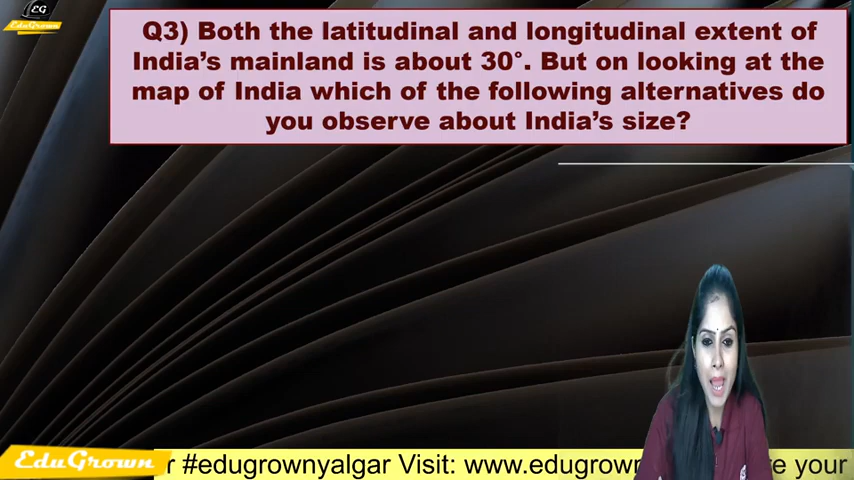 EG
EduGrown
Q3) Both the latitudinal and longitudinal extent of
India's mainland is about 30°. But on looking at the
map of India which of the following alternatives do
you observe about India's size?
EduGrown
#edugrownyalgar Visit: www.edugrown
your